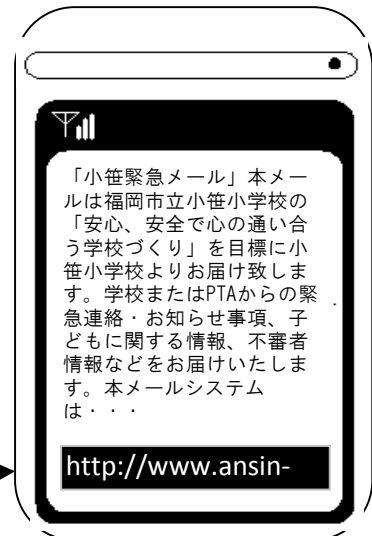 「小笹緊急メール」本メー
ルは福岡市立小笹小学校の
「安心、安全で心の通い合
う学校づくり」を目標に小
笹小学校よりお届け致しま
す。学校またはPTAからの緊
急連絡・お知らせ事項、子
どもに関する情報、不審者
情報などをお届けいたしま
す。本メールシステム
は・・・
http://www.ansin-